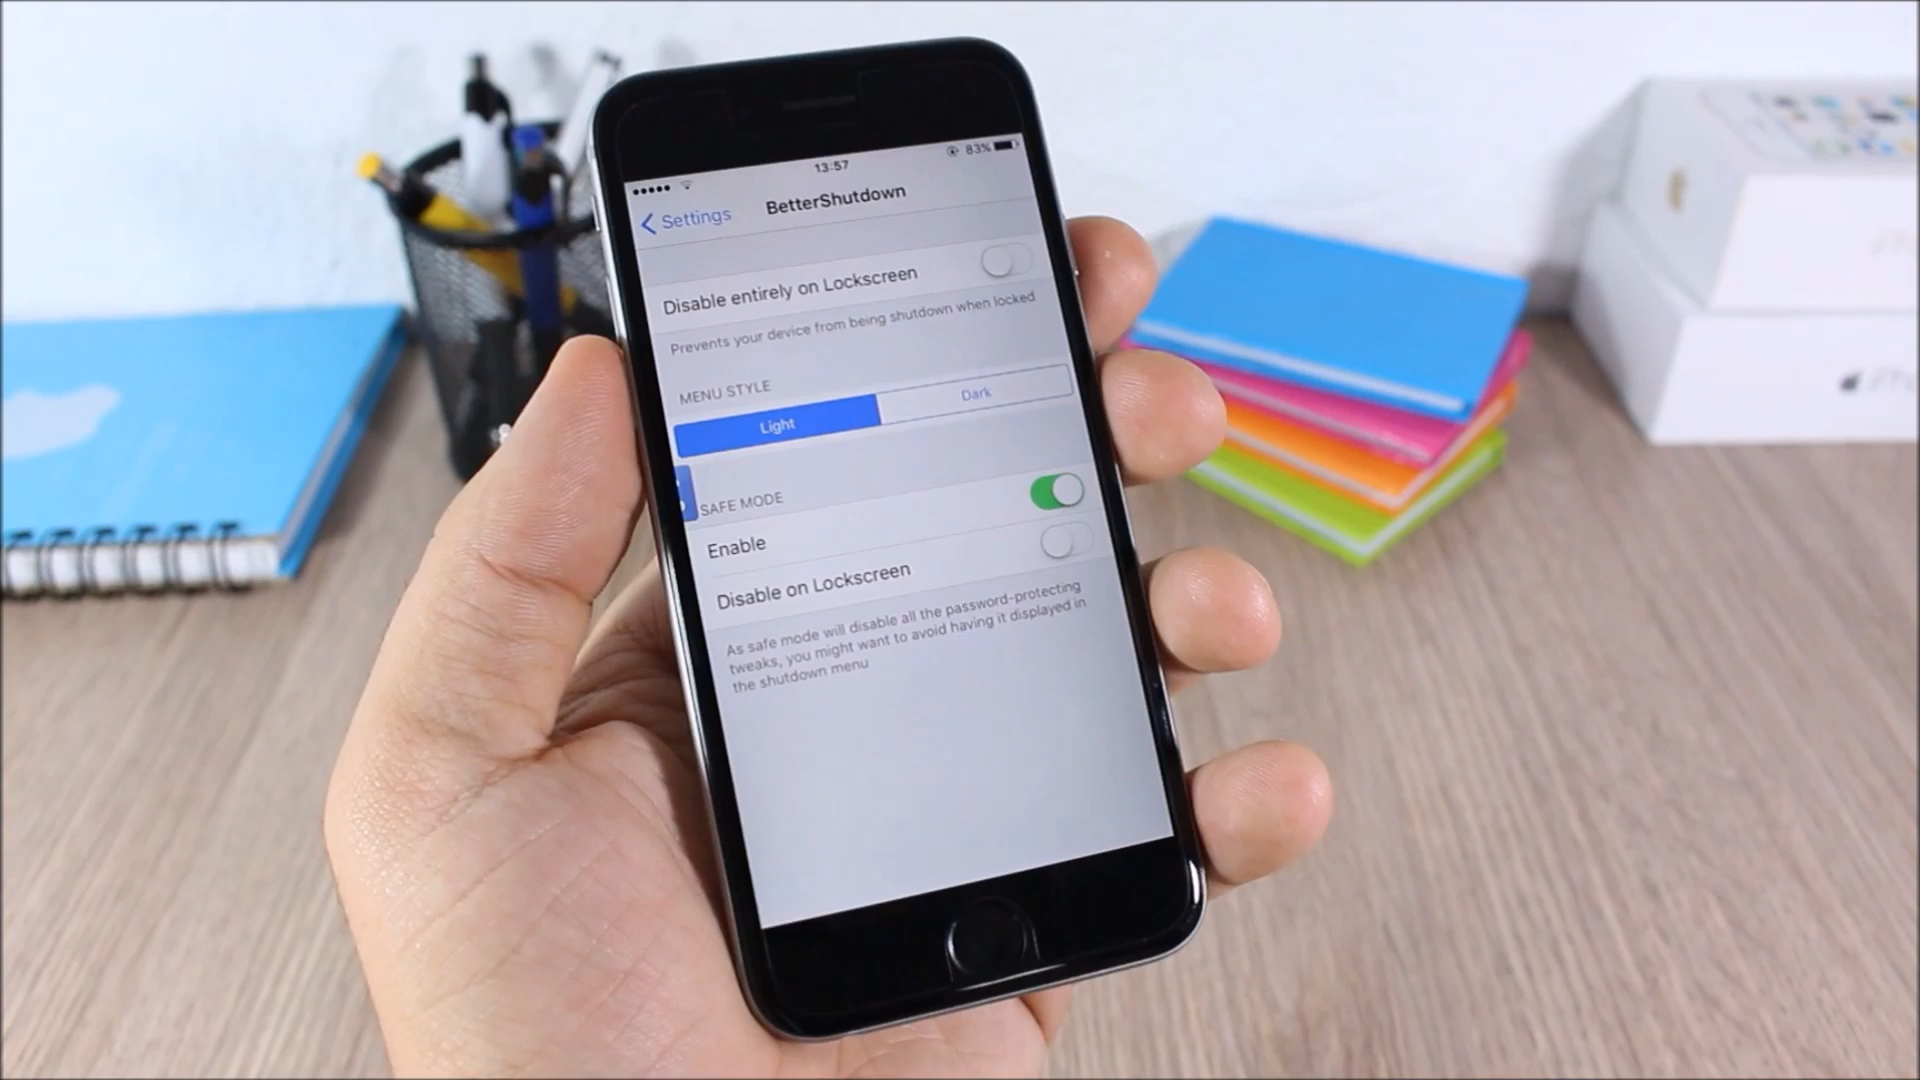 13:57
83%
Settings
BetterShutdown
Disable entirely on Lockscreen
Prevents your device from being shutdown when locked
MENU STYLE
Light
Dark
SAFE MODE
Enable
Disable on Lockscreen
As safe mode will disable all the password-protecting
tweaks, you might want to avoid having it displayed in
the shutdown menu